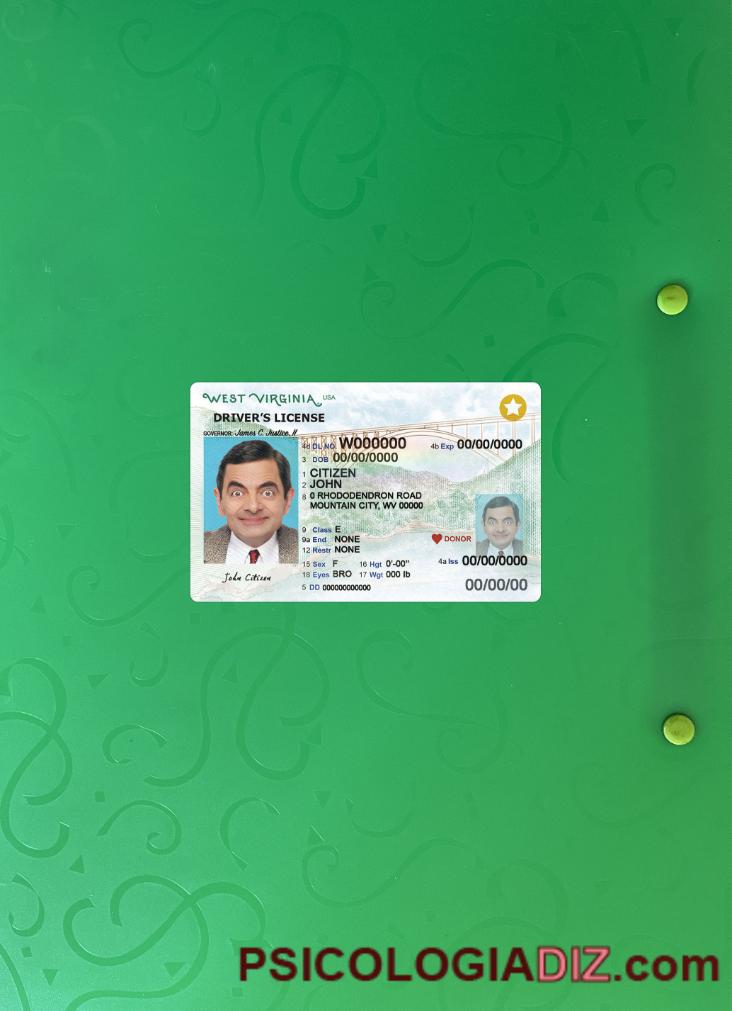 WEST VIRGINIA USA
DRIVER'S LICENSE
GOVERNOR: James C. Justice, II
4d DL NO W000000 4b Exp 00/00/0000
3 DOB 00/00/0000
1 CITIZEN
2 JOHN
8 0 RHODODENDRON ROAD
MOUNTAIN CITY, WV 00000
9 Class E
9a End NONE
12 Restr NONE
DONOR
15 Sex F 16 Hgt 0'-00" 4a Iss 00/00/0000
18 Eyes BRO 17 Wgt 000 lb
00/00/00
5 DD 000000000000
John Citizen
PSICOLOGIADIZ.com